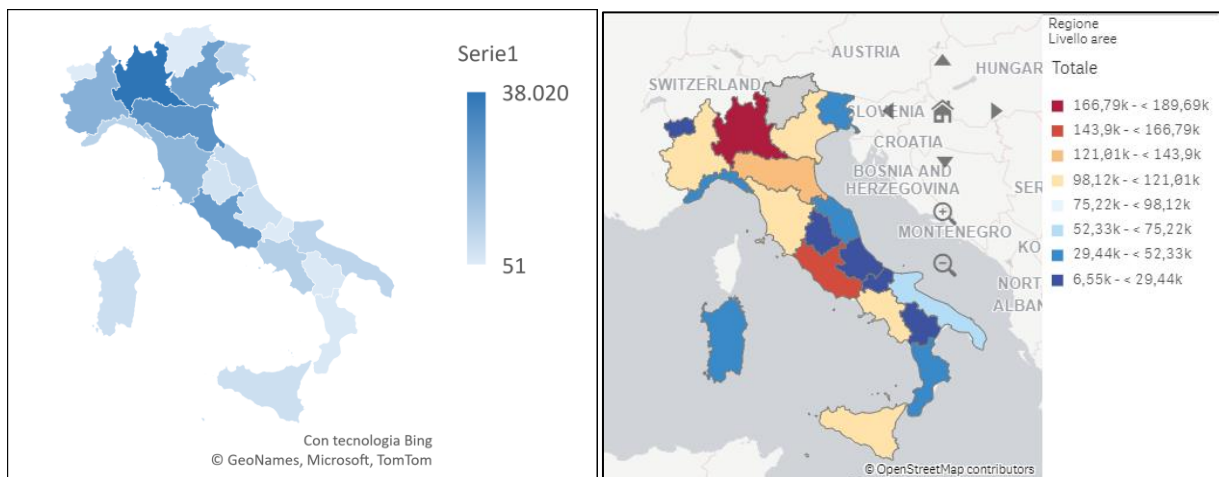 Serie1
38.020
51
Con tecnologia Bing
© GeoNames, Microsoft, TomTom
AUSTRIA
SWITZERLAND
HUNGAR
SLOVENIA
CROATIA
BOSNIA AND
HERZEGOVINA
SER
MONTENEGRO
KO
NORT
ALBAN
© OpenStreetMap contributors
Regione
Livello aree
Totale
166,79k - < 189,69k
143,9k - < 166,79k
121,01k - < 143,9k
98,12k - < 121,01k
75,22k - < 98,12k
52,33k - < 75,22k
29,44k - < 52,33k
6,55k - < 29,44k